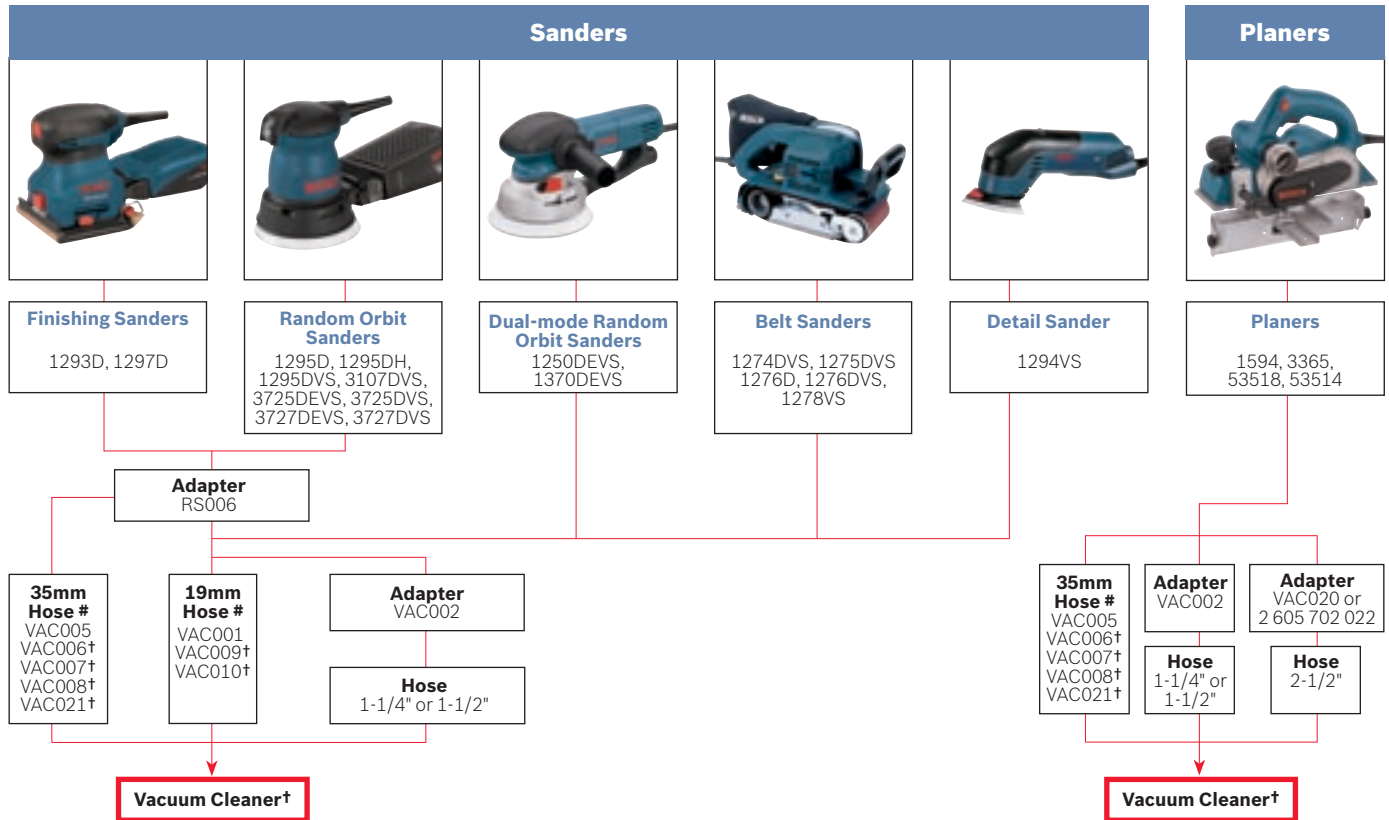 Sanders
Planers
Finishing Sanders
1293D, 1297D
Random Orbit
Sanders
1295D, 1295DH,
1295DVS, 3107DVS,
3725DEVS, 3725DVS,
3727DEVS, 3727DVS
Dual-mode Random
Orbit Sanders
1250DEVS,
1370DEVS
Belt Sanders
1274DVS, 1275DVS
1276D, 1276DVS,
1278VS
Detail Sander
1294VS
Planers
1594, 3365,
53518, 53514
Adapter
RS006
35mm
Hose #
VAC005
VAC006†
VAC007†
VAC008†
VAC021†
19mm
Hose #
VAC001
VAC009†
VAC010†
Adapter
VAC002
Hose
1-1/4" or 1-1/2"
Vacuum Cleaner†
35mm
Hose #
VAC005
VAC006†
VAC007†
VAC008†
VAC021†
Adapter
VAC002
Hose
1-1/4" or
1-1/2"
Adapter
VAC020 or
2 605 702 022
Hose
2-1/2"
Vacuum Cleaner†